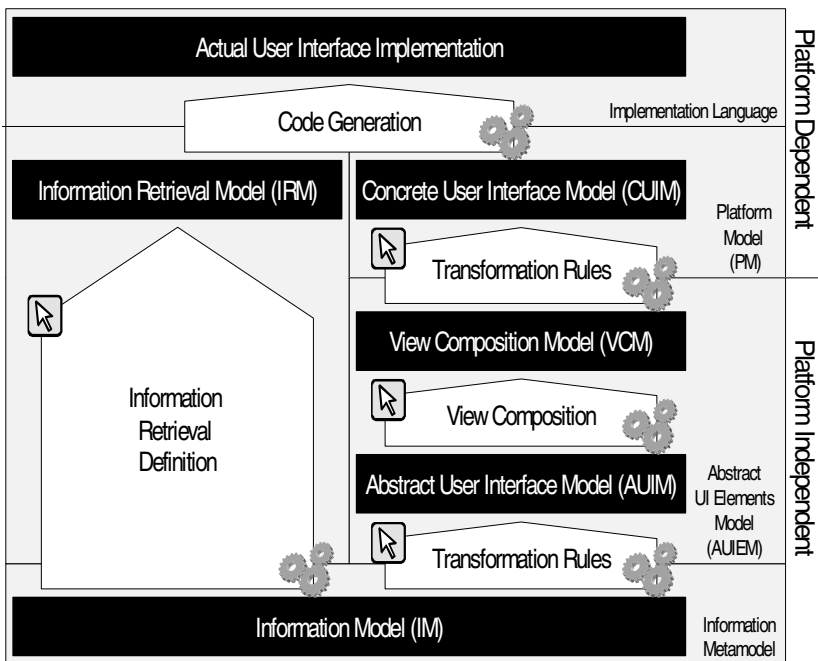 Actual User Interface Implementation
Code Generation
Implementation Language
Platform Dependent
Information Retrieval Model (IRM)
Concrete User Interface Model (CUIM)
Platform
Model
(PM)
Transformation Rules
View Composition Model (VCM)
Platform Independent
Information
Retrieval
Definition
View Composition
Abstract User Interface Model (AUIM)
Abstract
UI Elements
Model
(AUIEM)
Transformation Rules
Information Model (IM)
Information
Metamodel